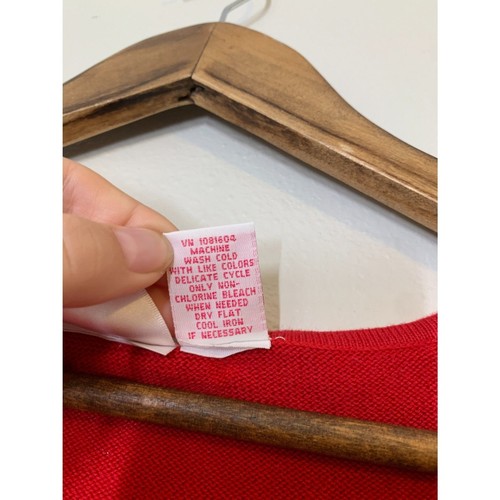 VN 1081604
MACHINE
WASH COLD
WITH LIKE COLORS
DELICATE CYCLE
ONLY NON-
CHLORINE BLEACH
WHEN NEEDED
DRY FLAT
COOL IRON
IF NECESSARY